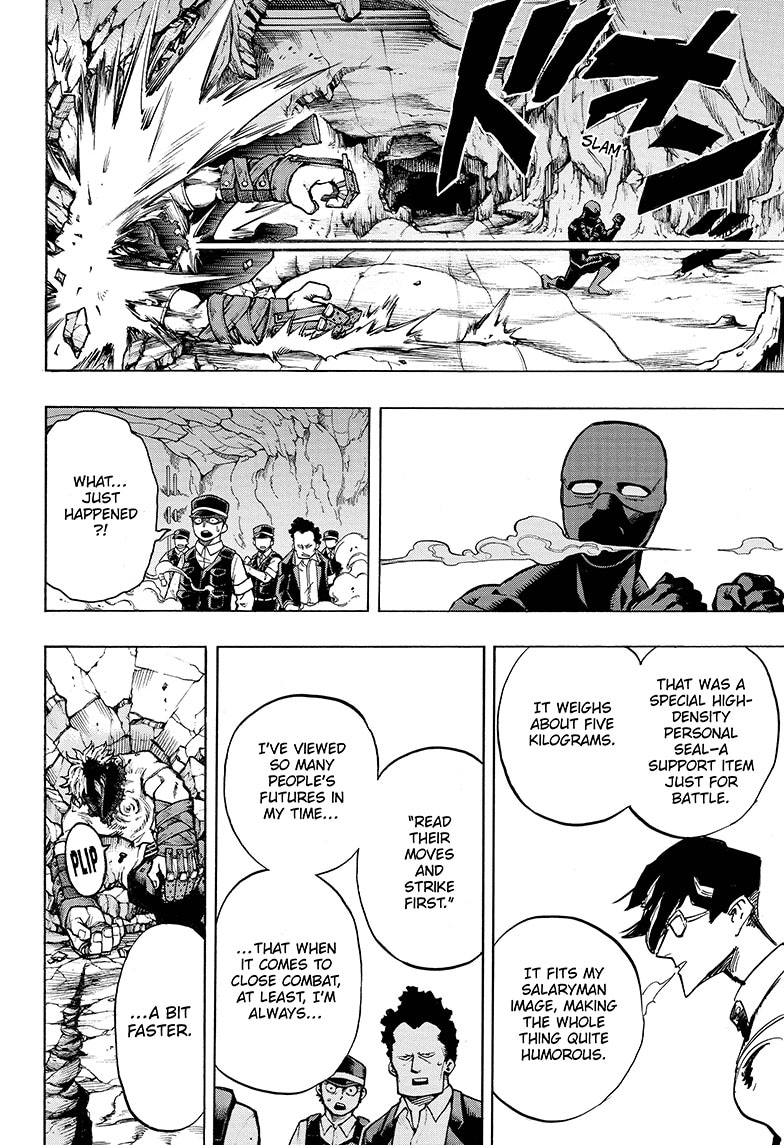 ドオン
SLAM
WHAT...
JUST
HAPPENED
?!
THAT WAS A
SPECIAL HIGH-
DENSITY
PERSONAL
SEAL—A
SUPPORT ITEM
JUST FOR
BATTLE.
IT WEIGHS
ABOUT FIVE
KILOGRAMS.
IT FITS MY
SALARYMAN
IMAGE, MAKING
THE WHOLE
THING QUITE
HUMOROUS.
"READ
THEIR
MOVES
AND
STRIKE
FIRST."
I'VE VIEWED
SO MANY
PEOPLE'S
FUTURES IN
MY TIME...
...THAT WHEN
IT COMES TO
CLOSE COMBAT,
AT LEAST, I'M
ALWAYS...
PLIP
...A BIT
FASTER.